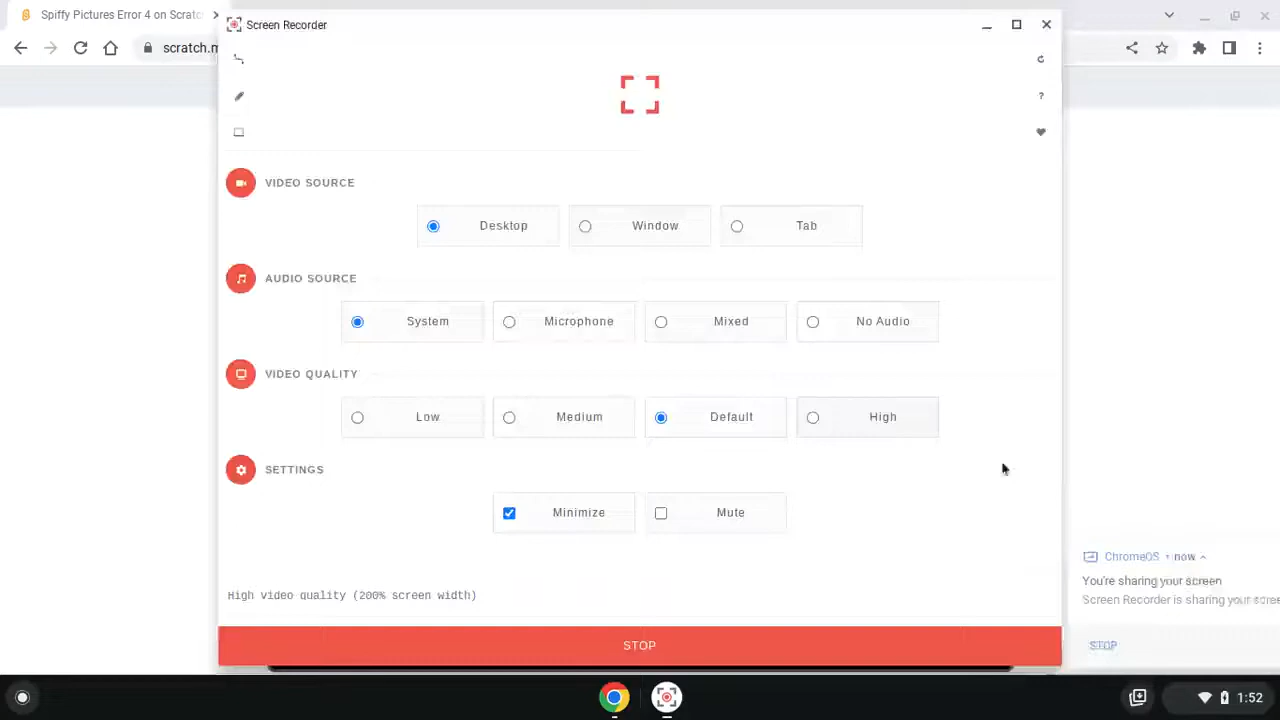 Spiffy Pictures Error 4 on Scratc
Screen Recorder
scratch.m
?
VIDEO SOURCE
Desktop Window Tab
AUDIO SOURCE
System Microphone Mixed No Audio
VIDEO QUALITY
Low Medium Default High
SETTINGS
Minimize Mute
ChromeOS • now
You're sharing your screen
Screen Recorder is sharing your scree
High video quality (200% screen width)
STOP
STOP
1:52